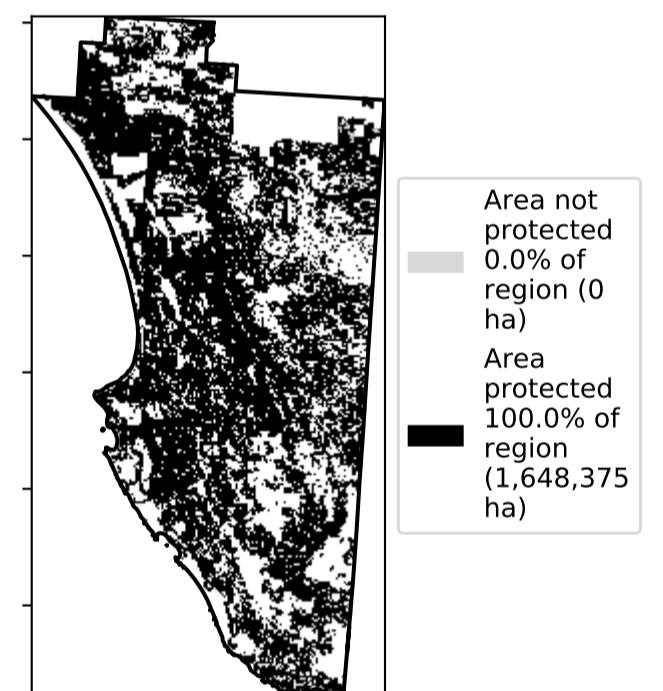 Area not
protected
0.0% of
region (0
ha)
Area
protected
100.0% of
region
(1,648,375
ha)